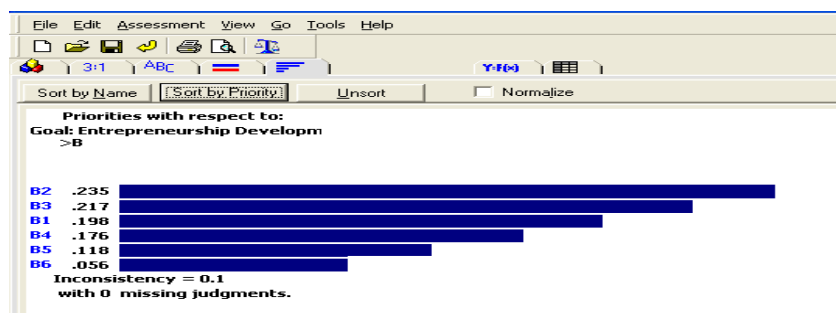 File Edit Assessment View Go Tools Help
3:1 ABC Y=F(x)
Sort by Name Sort by Priority Unsort Normalize
Priorities with respect to:
Goal: Entrepreneurship Developm
>B
B2 .235
B3 .217
B1 .198
B4 .176
B5 .118
B6 .056
Inconsistency = 0.1
with 0 missing judgments.